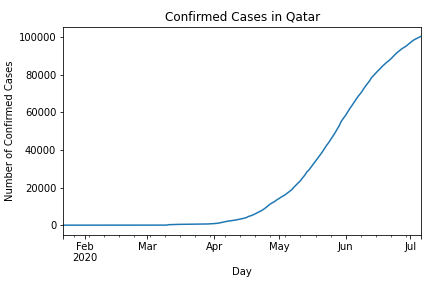 Confirmed Cases in Qatar
100000
80000
60000
40000
20000
0
Number of Confirmed Cases
Feb Mar Apr May Jun Jul
2020
Day